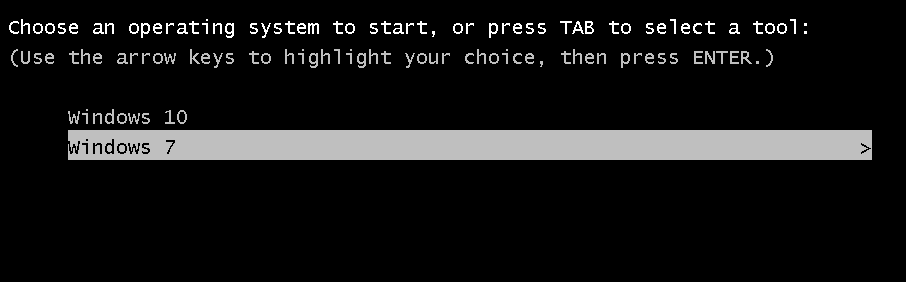 Choose an operating system to start, or press TAB to select a tool:
(Use the arrow keys to highlight your choice, then press ENTER.)
Windows 10
Windows 7 >